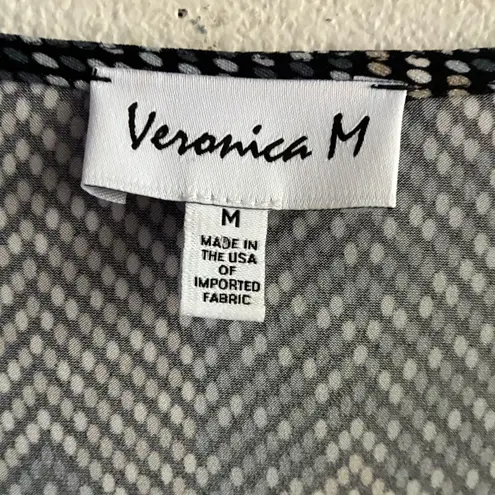 Veronica M
M
MADE IN
THE USA
OF
IMPORTED
FABRIC